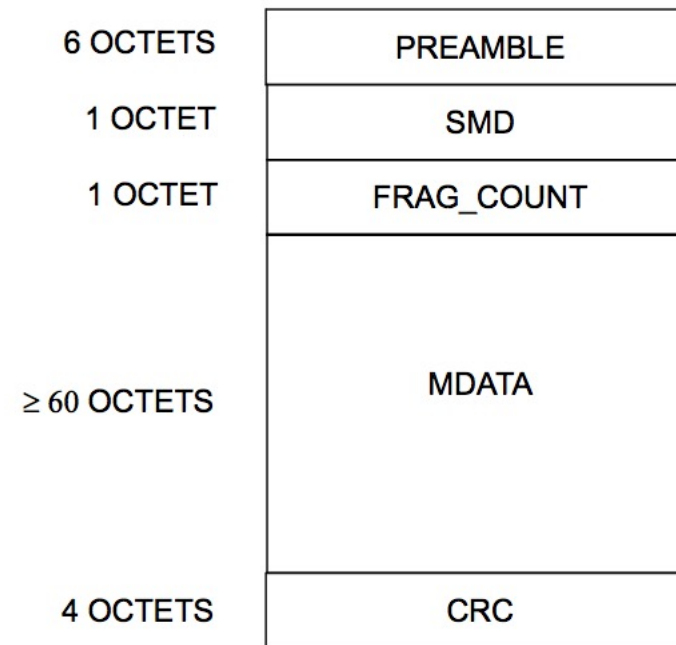 6 OCTETS PREAMBLE
1 OCTET SMD
1 OCTET FRAG_COUNT
≥ 60 OCTETS MDATA
4 OCTETS CRC